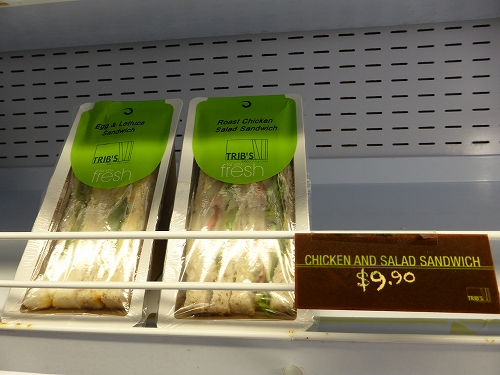 Egg & Lettuce
Sandwich
TRIB'S
fresh
Roast Chicken
Salad Sandwich
TRIB'S
fresh
CHICKEN AND SALAD SANDWICH
$9.90
TRIB'S